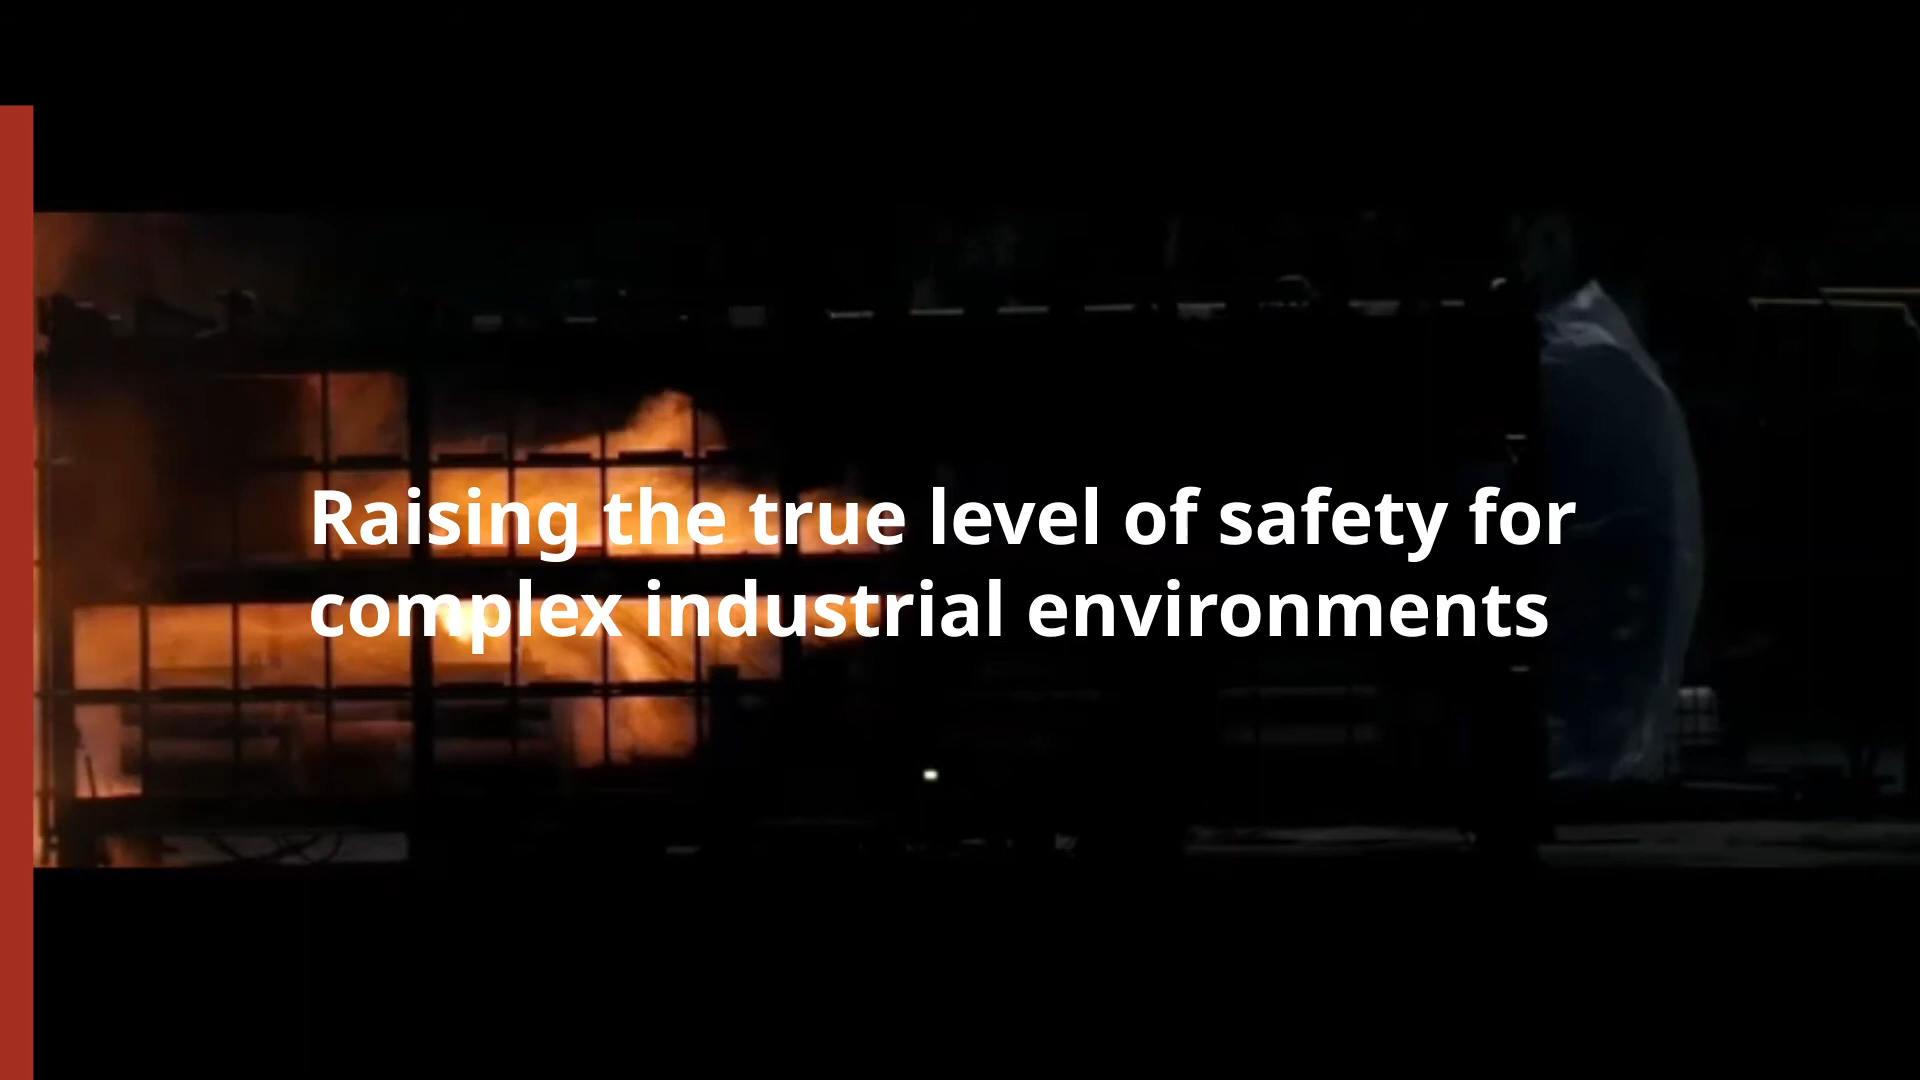 Raising the true level of safety for
complex industrial environments